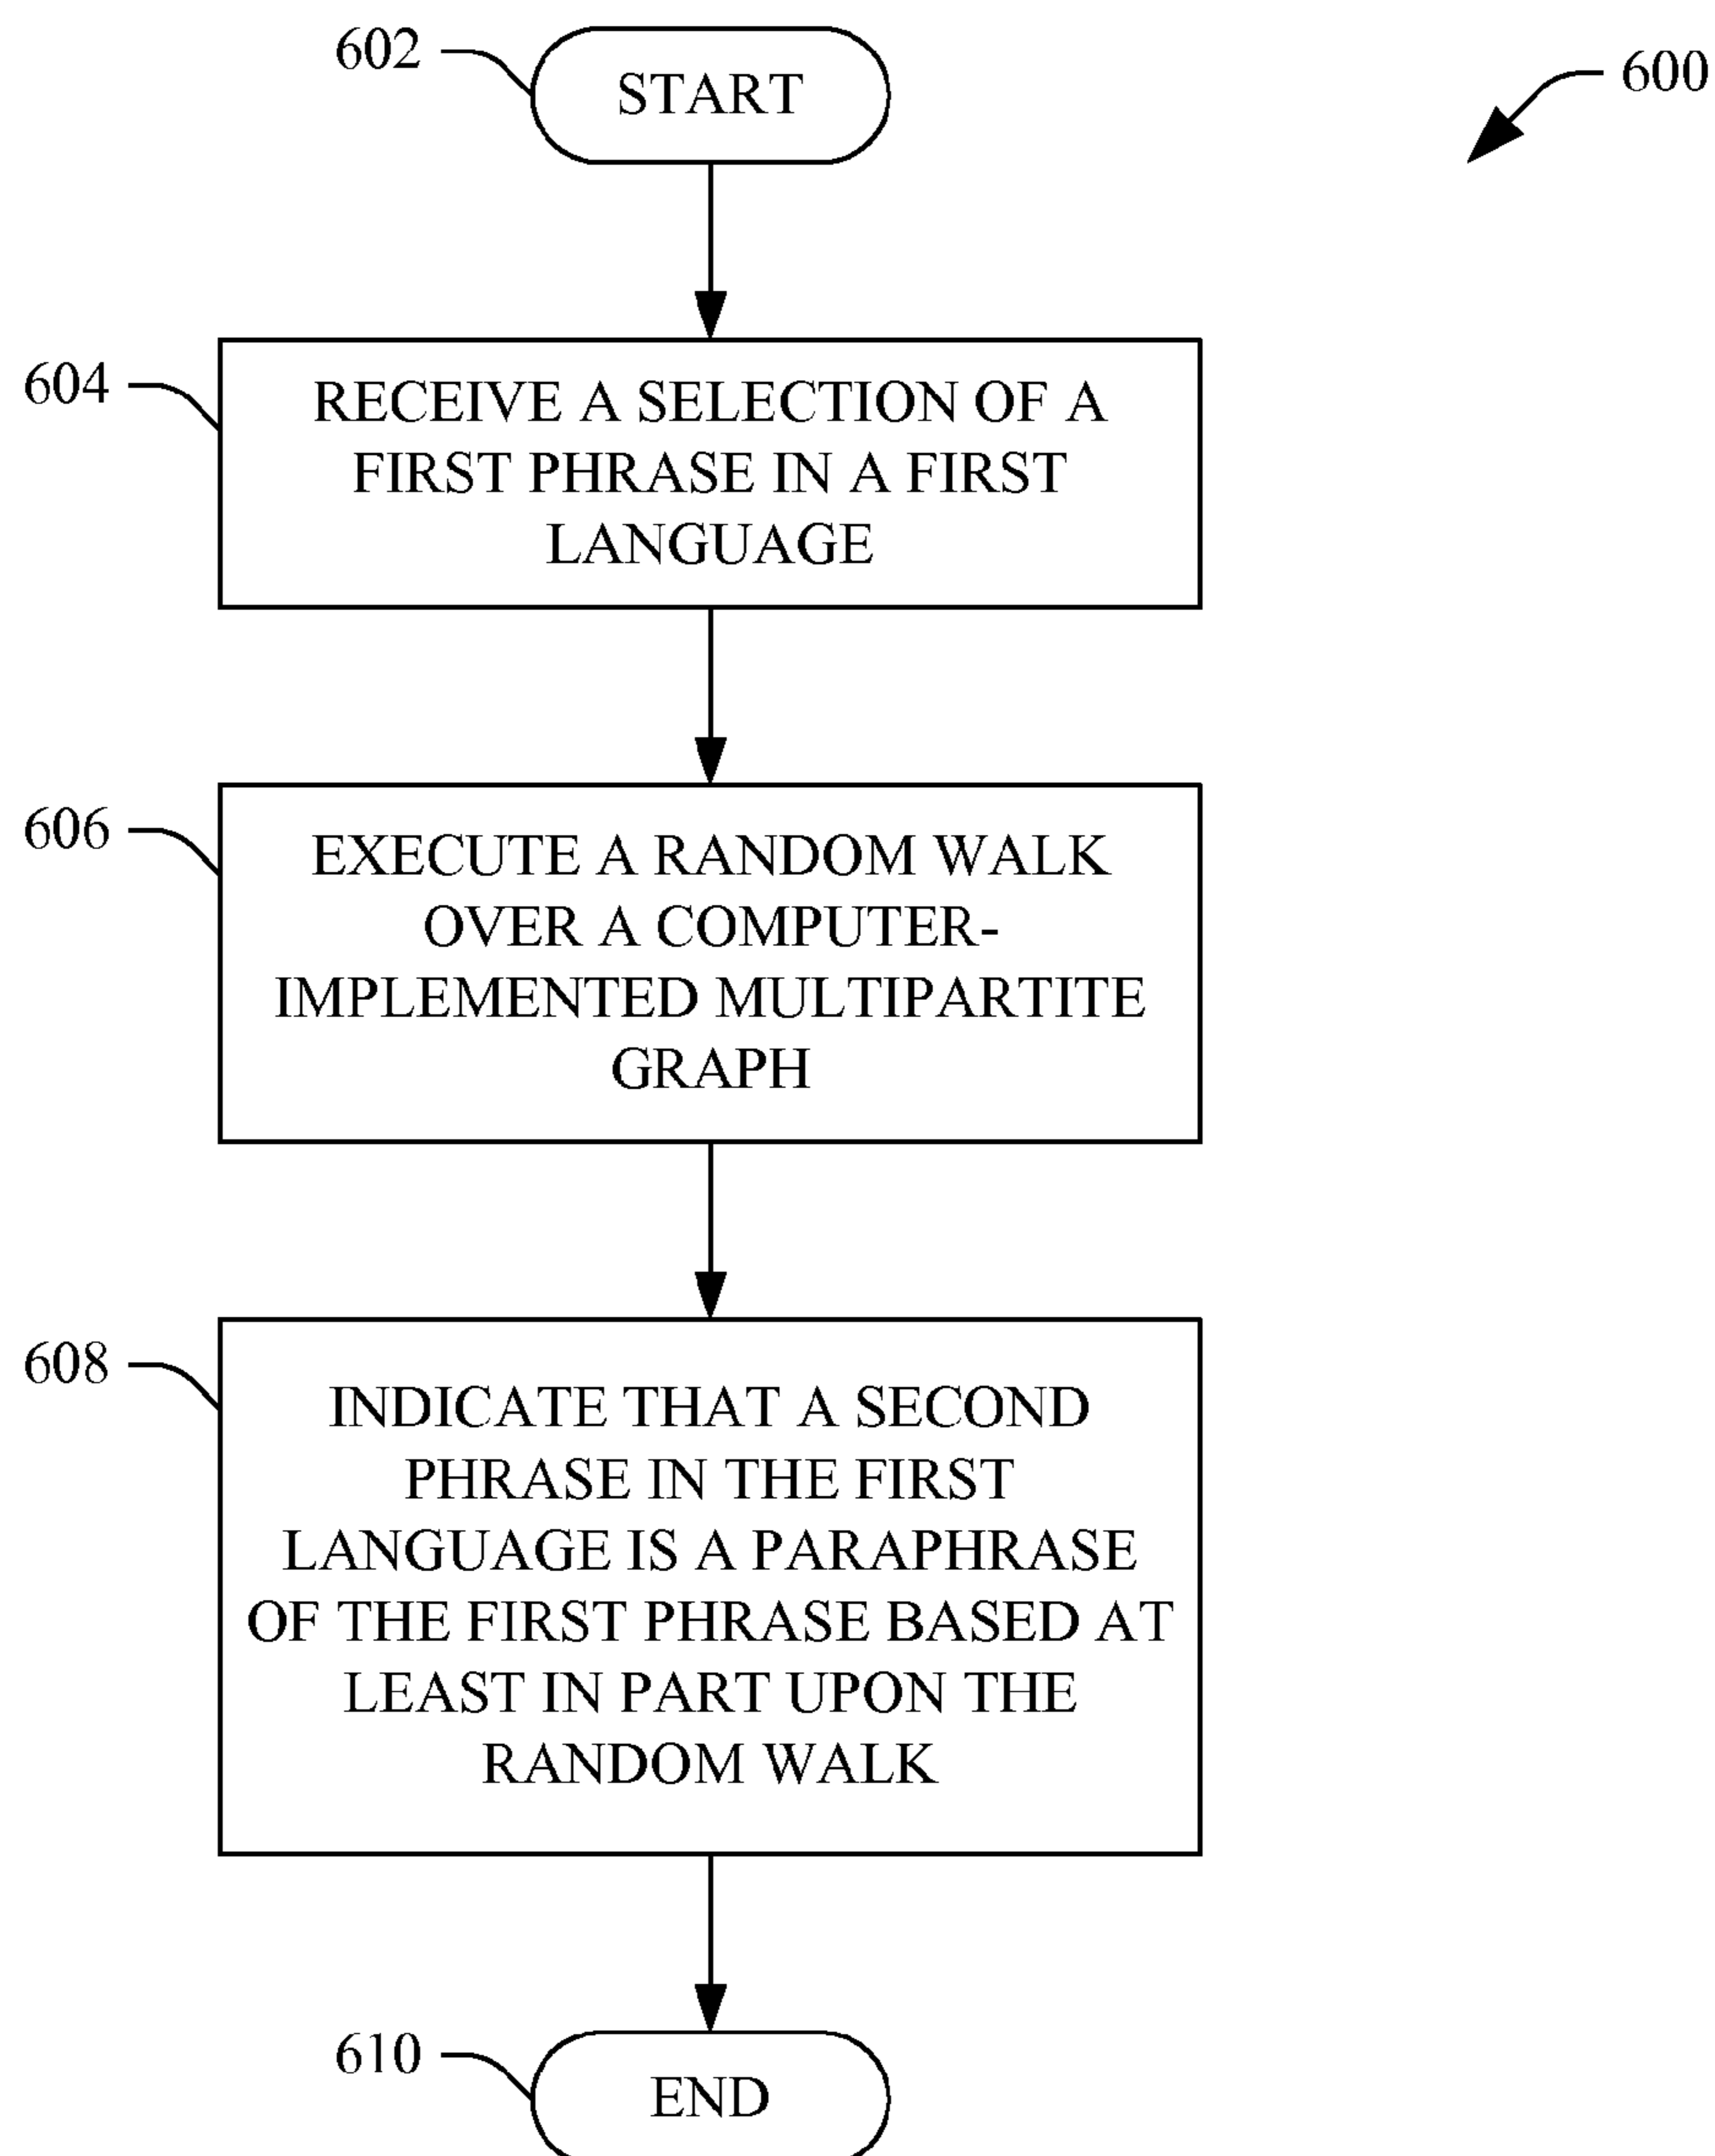 602
START
600
604
RECEIVE A SELECTION OF A
FIRST PHRASE IN A FIRST
LANGUAGE
606
EXECUTE A RANDOM WALK
OVER A COMPUTER-
IMPLEMENTED MULTIPARTITE
GRAPH
608
INDICATE THAT A SECOND
PHRASE IN THE FIRST
LANGUAGE IS A PARAPHRASE
OF THE FIRST PHRASE BASED AT
LEAST IN PART UPON THE
RANDOM WALK
610
END